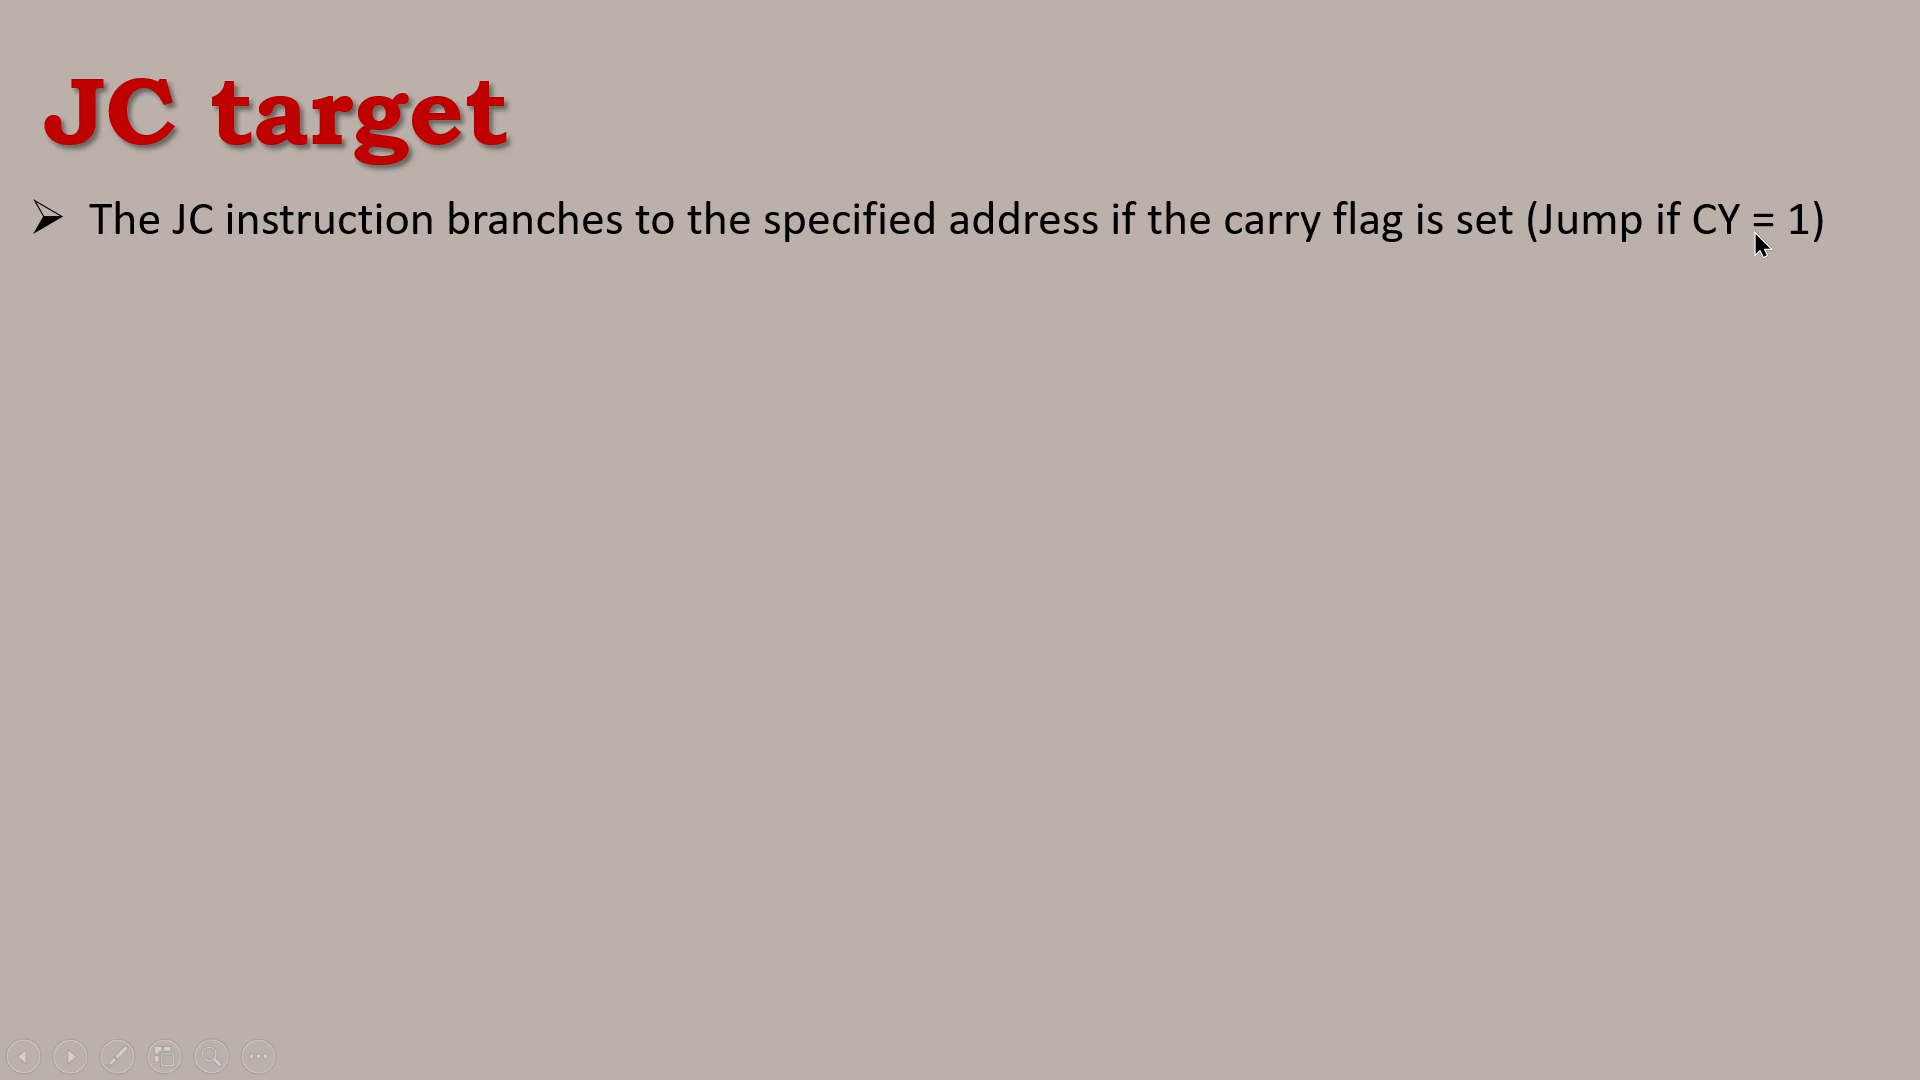 JC target
➢ The JC instruction branches to the specified address if the carry flag is set (Jump if CY = 1)